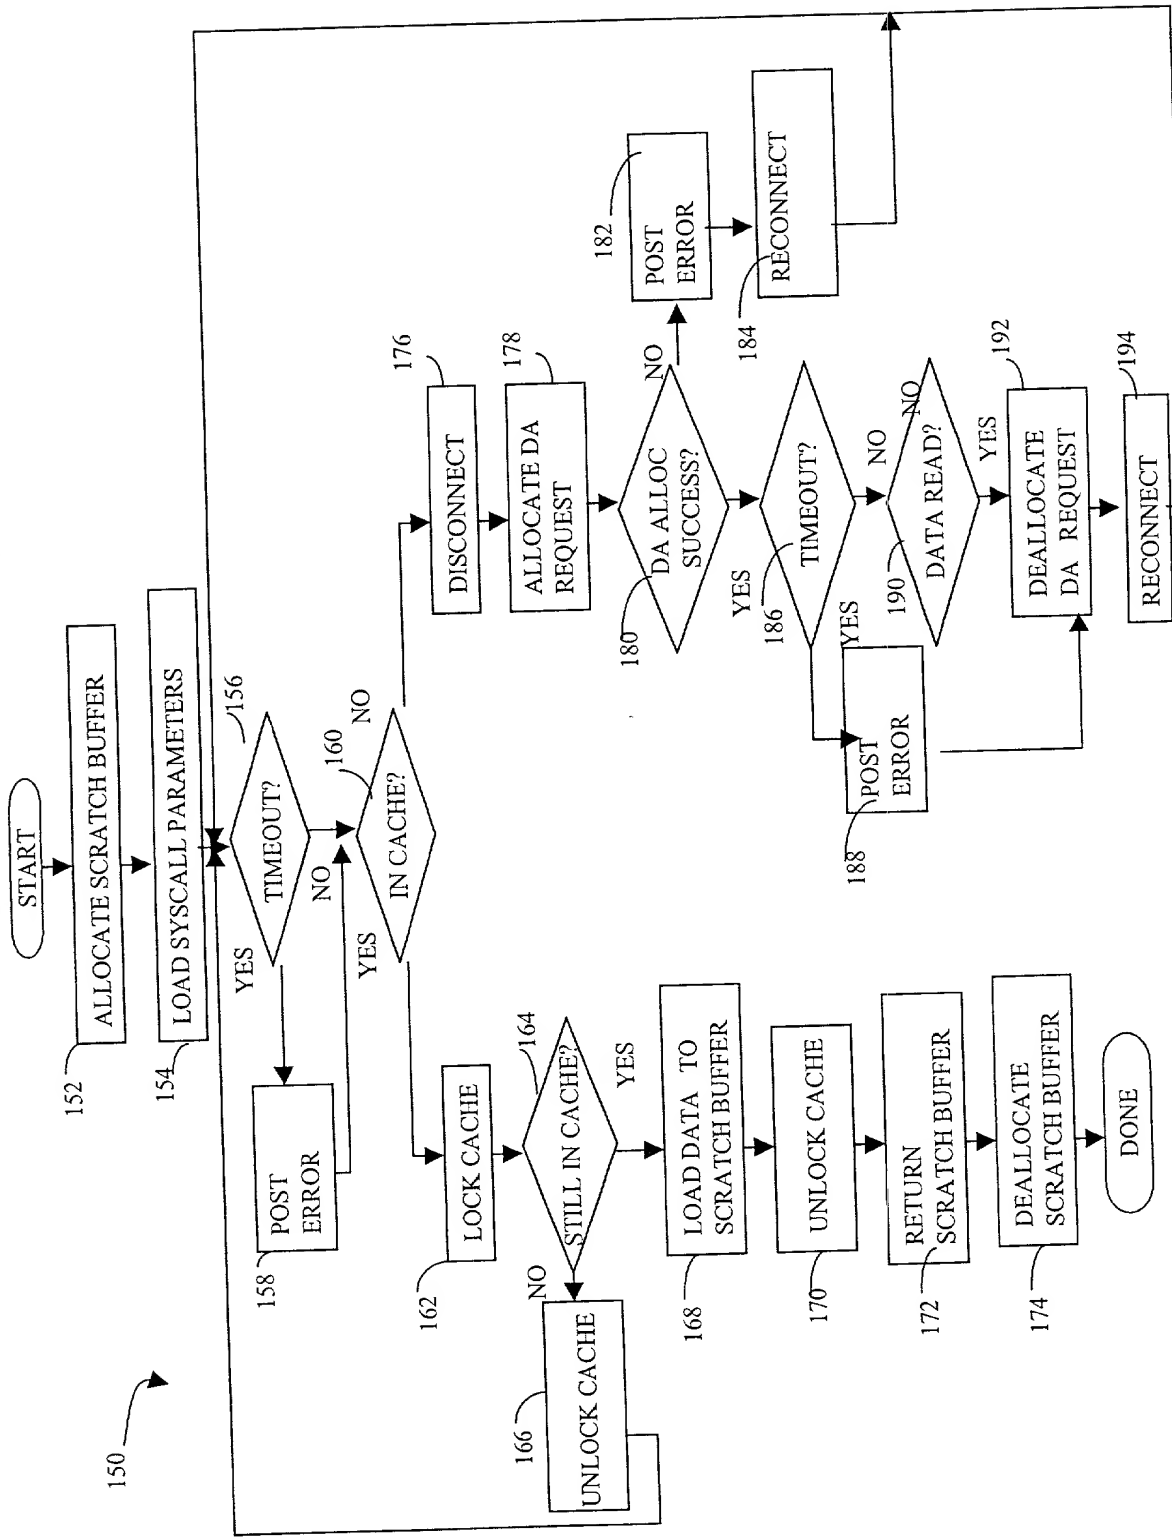 150
START
152
ALLOCATE SCRATCH BUFFER
154
LOAD SYSCALL PARAMETERS
156
TIMEOUT?
YES
NO
158
POST
ERROR
160
IN CACHE?
YES
NO
162
LOCK CACHE
164
STILL IN CACHE?
NO
YES
166
UNLOCK CACHE
168
LOAD DATA TO
SCRATCH BUFFER
170
UNLOCK CACHE
172
RETURN
SCRATCH BUFFER
174
DEALLOCATE
SCRATCH BUFFER
DONE
176
DISCONNECT
178
ALLOCATE DA
REQUEST
180
DA ALLOC
SUCCESS?
NO
YES
182
POST
ERROR
184
RECONNECT
186
TIMEOUT?
YES
NO
188
POST
ERROR
190
DATA READ?
NO
YES
192
DEALLOCATE
DA REQUEST
194
RECONNECT